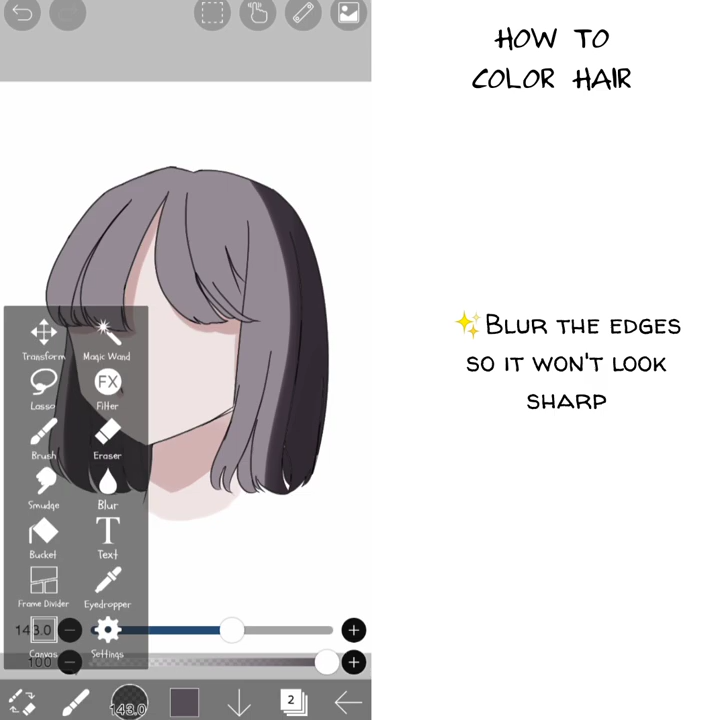 HOW TO
COLOR HAIR
✨BLUR THE EDGES
SO IT WON'T LOOK
SHARP
Transform
Magic Wand
Lasso
FX
Filter
Brush
Eraser
Smudge
Blur
Bucket
T
Text
Frame Divider
Eyedropper
Canvas
Settings
143.0
100
143.0
2